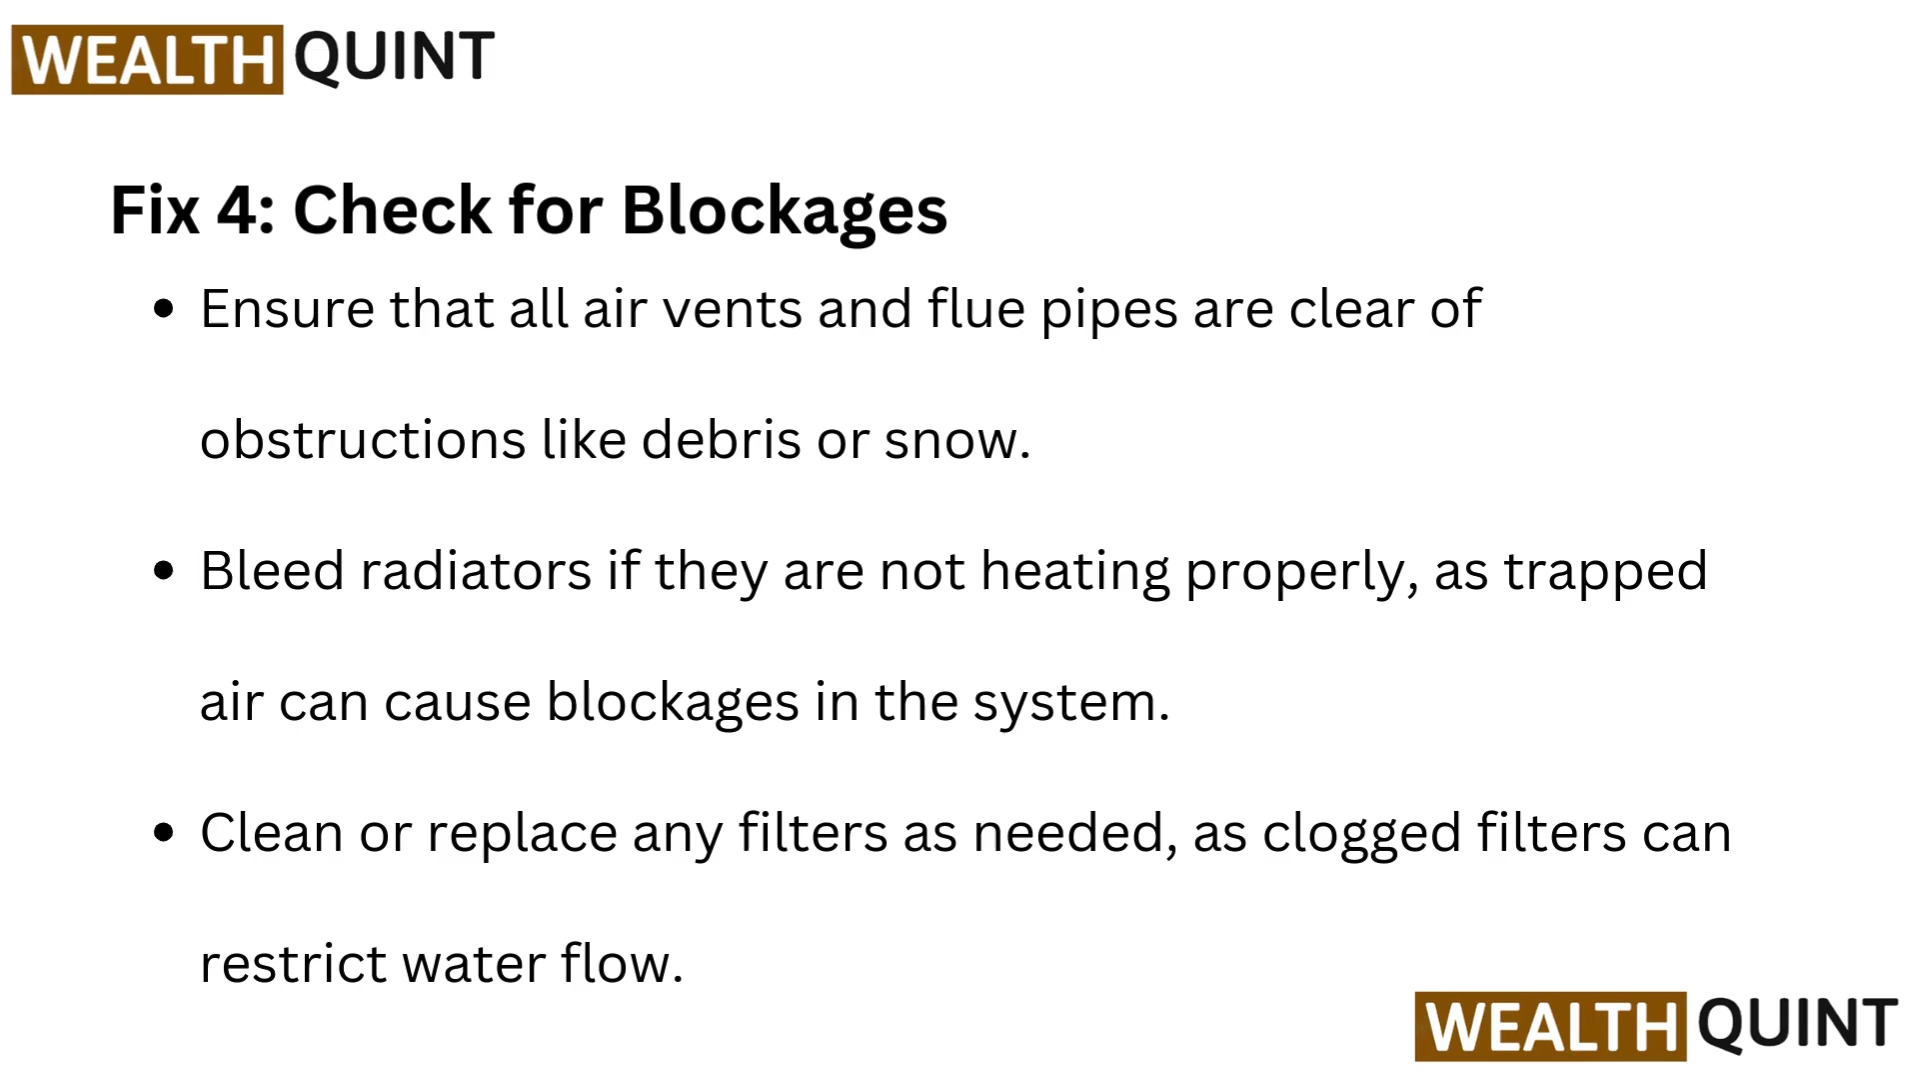 WEALTH QUINT
Fix 4: Check for Blockages
• Ensure that all air vents and flue pipes are clear of
obstructions like debris or snow.
• Bleed radiators if they are not heating properly, as trapped
air can cause blockages in the system.
• Clean or replace any filters as needed, as clogged filters can
restrict water flow.
WEALTH QUINT